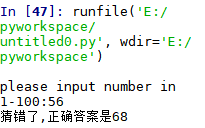 In [47]: runfile('E:/
pyworkspace/
untitled0.py', wdir='E:/
pyworkspace')
please input number in
1-100:56
猜错了,正确答案是68